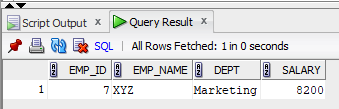 Script Output × Query Result ×
SQL | All Rows Fetched: 1 in 0 seconds
EMP_ID EMP_NAME DEPT SALARY
1 7 XYZ Marketing 8200